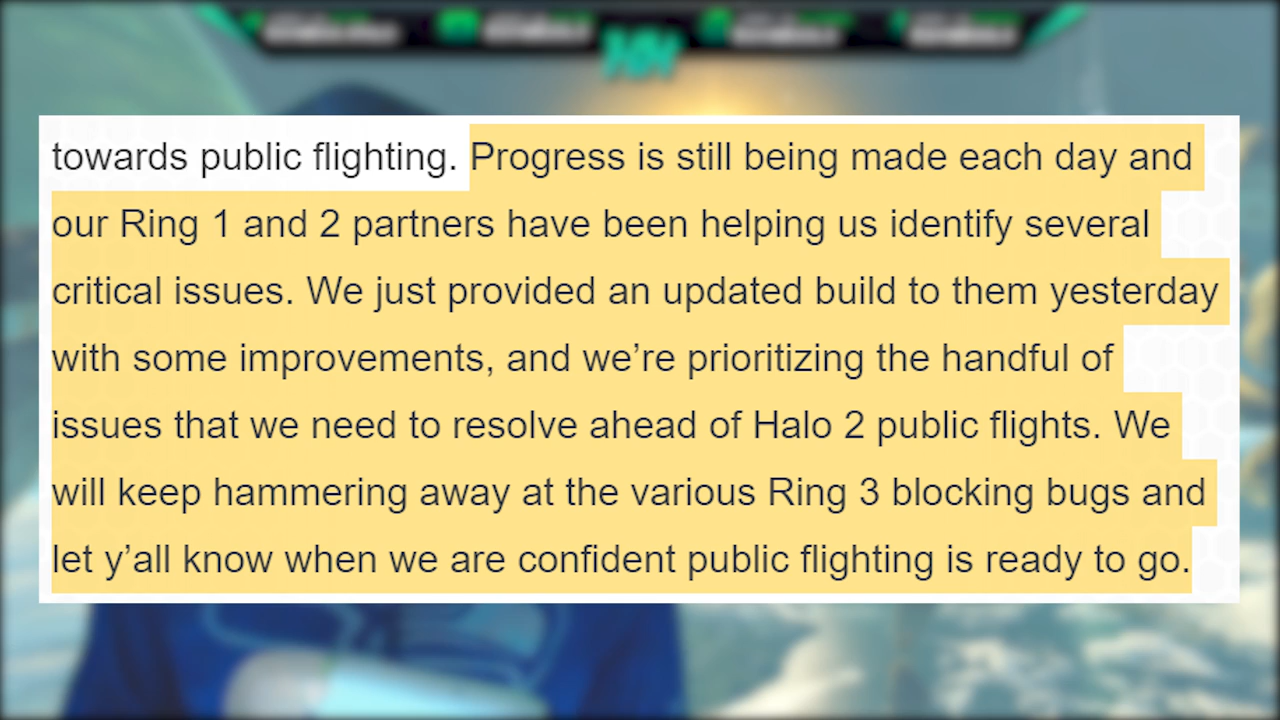 towards public flighting. Progress is still being made each day and
our Ring 1 and 2 partners have been helping us identify several
critical issues. We just provided an updated build to them yesterday
with some improvements, and we’re prioritizing the handful of
issues that we need to resolve ahead of Halo 2 public flights. We
will keep hammering away at the various Ring 3 blocking bugs and
let y’all know when we are confident public flighting is ready to go.